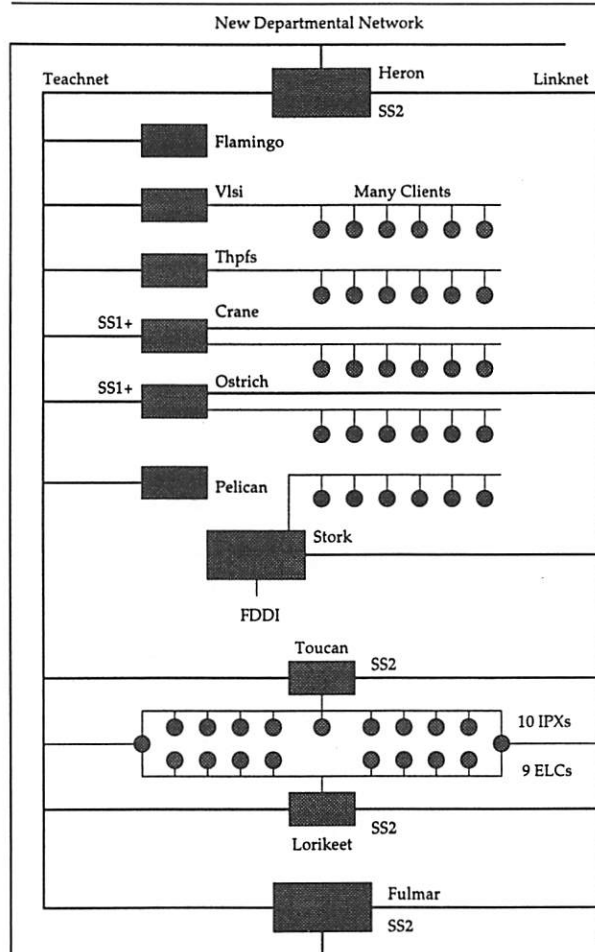 New Departmental Network
Teachnet
Heron
Linknet
SS2
Flamingo
Vlsi
Many Clients
Thpfs
SS1+
Crane
SS1+
Ostrich
Pelican
Stork
FDDI
Toucan
SS2
10 IPXs
9 ELCs
SS2
Lorikeet
Fulmar
SS2